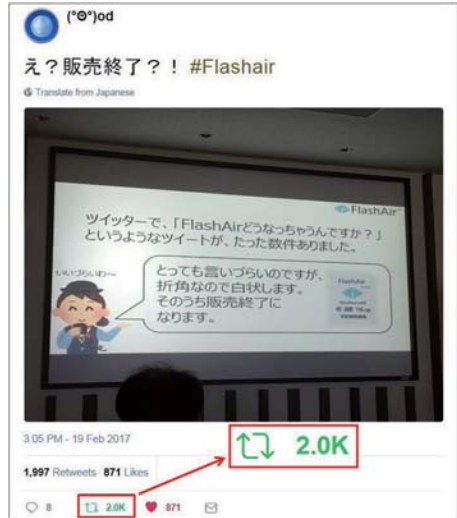 (°ʘ°)od
え?販売終了?! #Flashair
Translate from Japanese
FlashAir
ツイッターで、「FlashAirどうなっちゃうんですか?」
というようなツイートが、たった数件ありました。
いいづらいわ〜
とっても言いづらいのですが、
折角なので白状します。
そのうち販売終了に
なります。
FlashAir
3:05 PM - 19 Feb 2017
2.0K
1,997 Retweets 871 Likes
8 2.0K 871